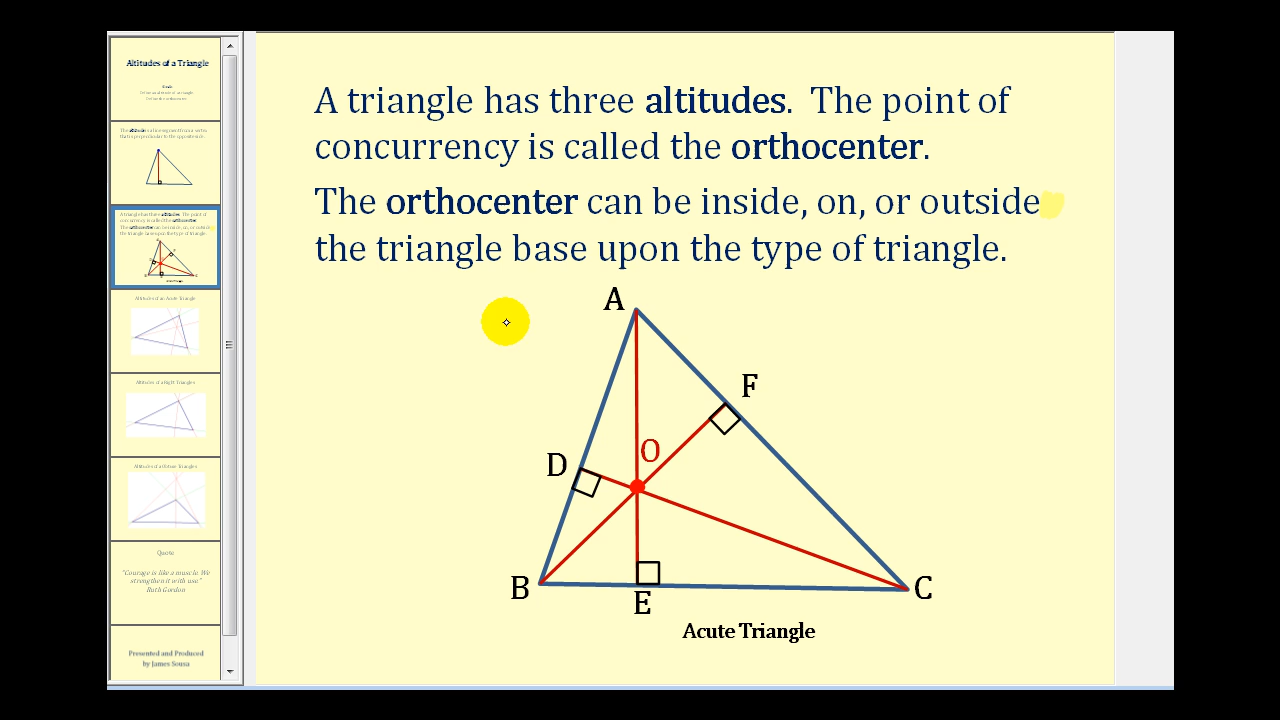 Altitudes of a Triangle
Altitudes of an Acute Triangle
Altitudes of a Right Triangles
Altitudes of a Obtuse Triangles
Quote
"Courage is like a muscle. We
strengthen it with use."
Ruth Gordon
Presented and Produced
by James Sousa
A triangle has three altitudes. The point of
concurrency is called the orthocenter.
The orthocenter can be inside, on, or outside
the triangle base upon the type of triangle.
A
F
O
D
B
E
C
Acute Triangle